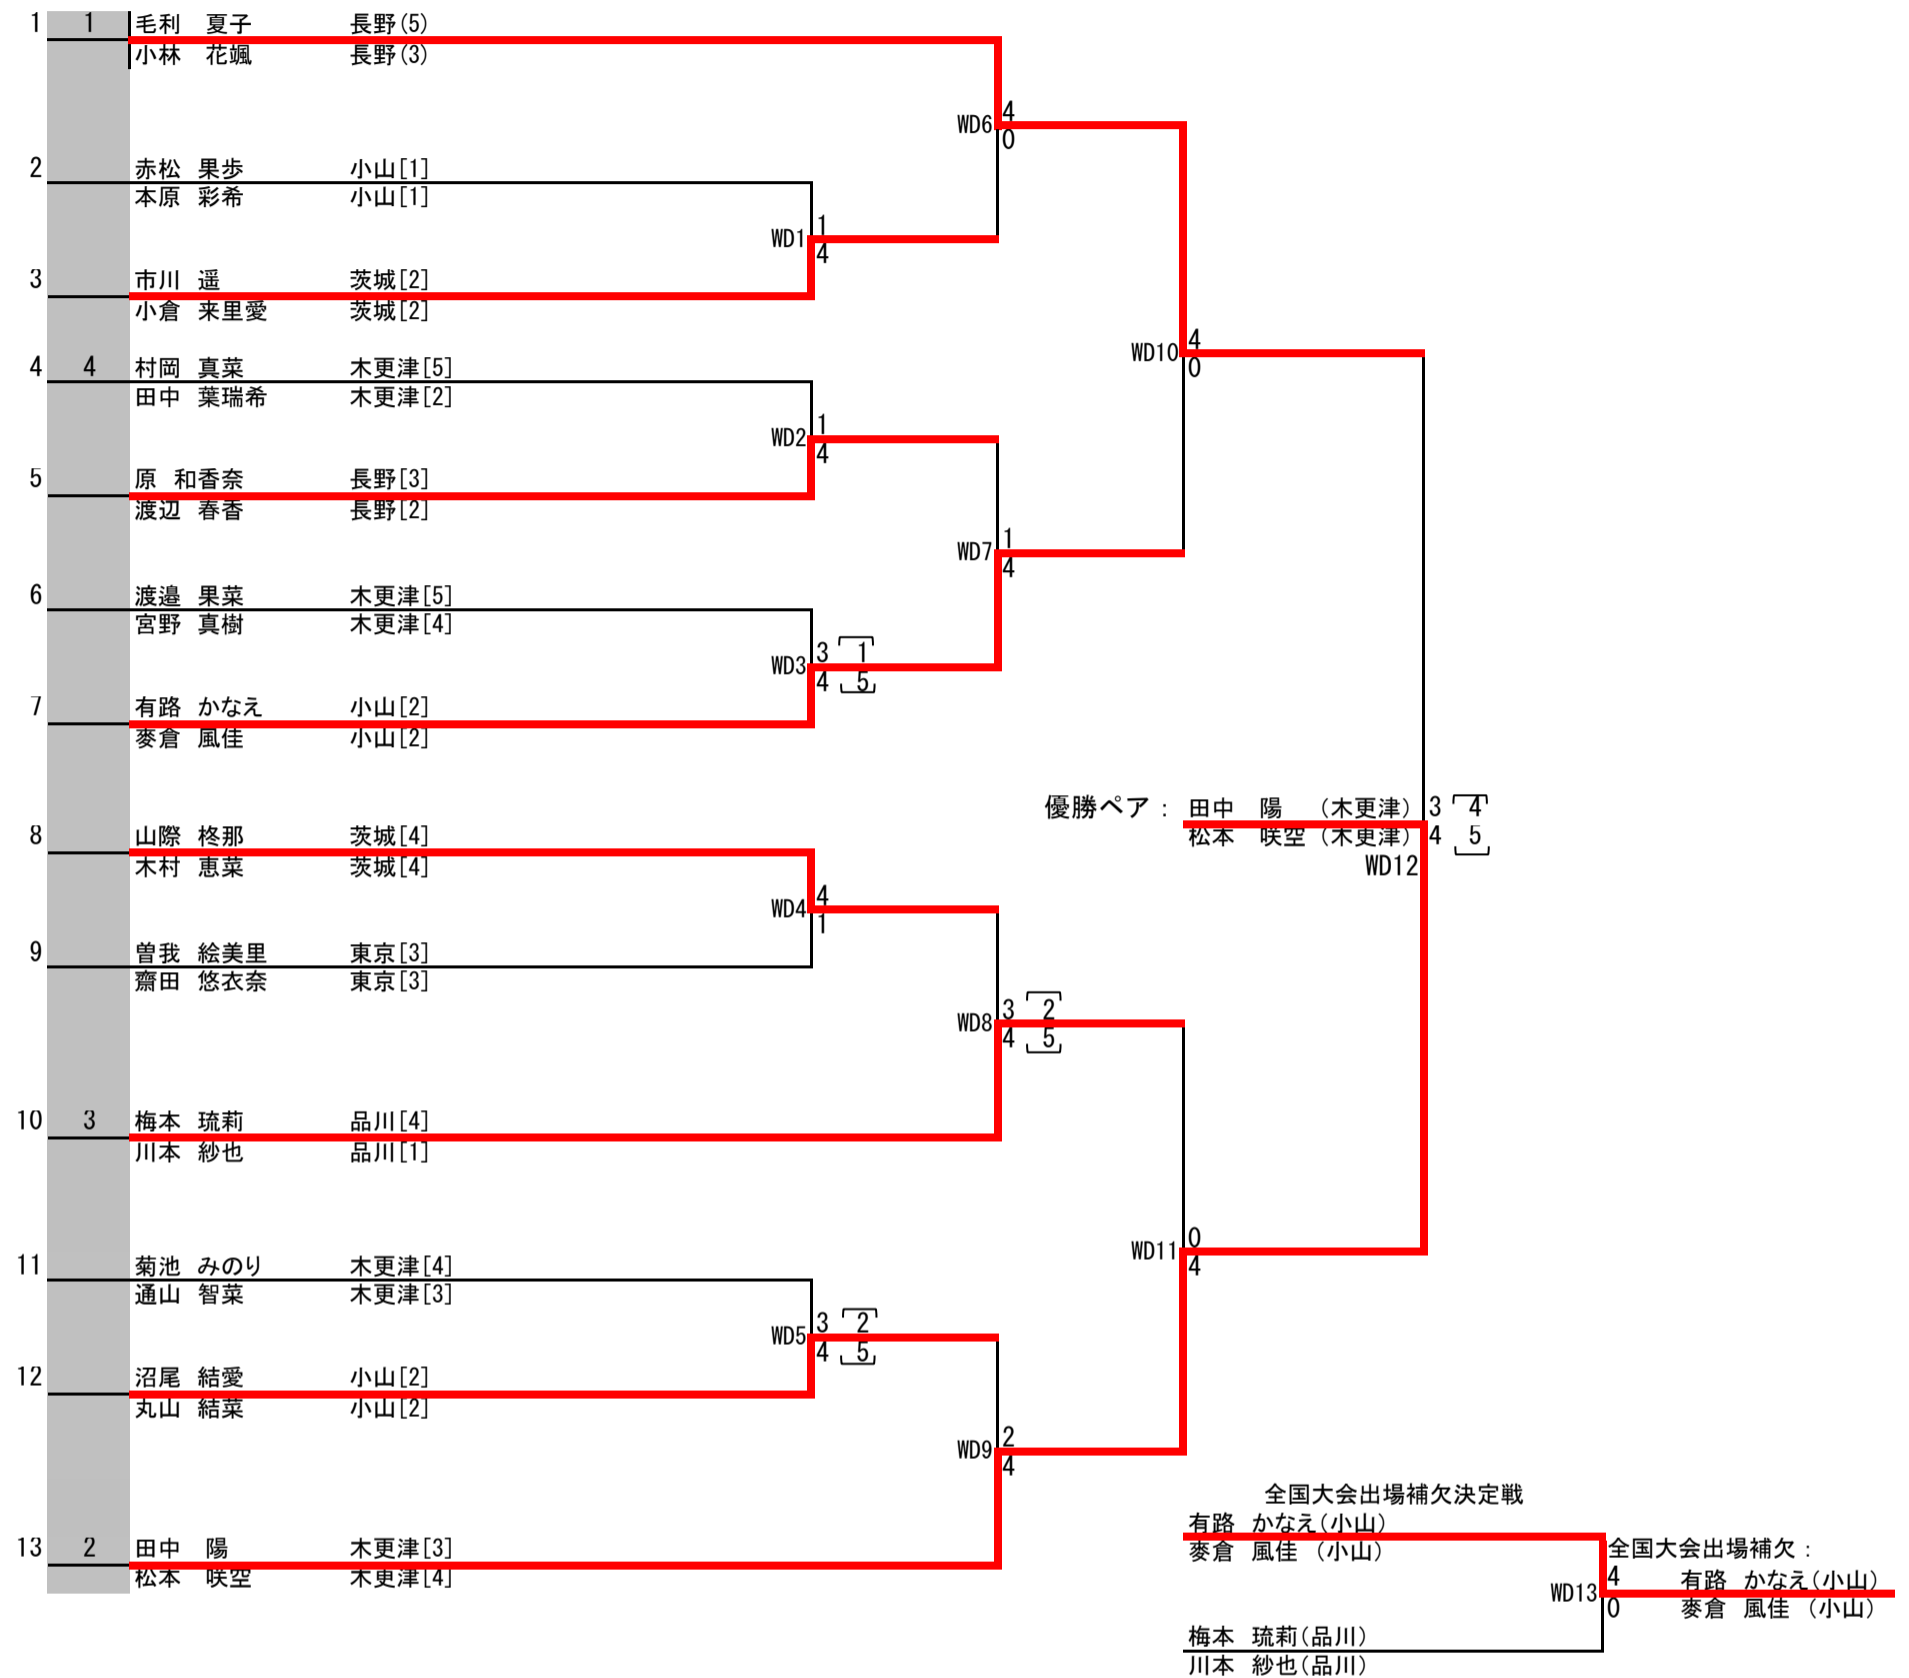 1 1 毛利 夏子 長野(5)
小林 花颯 長野(3)
WD6 4
0
2 赤松 果歩 小山[1]
本原 彩希 小山[1]
WD1 1
4
3 市川 遥 茨城[2]
小倉 来里愛 茨城[2]
WD10 4
0
4 4 村岡 真菜 木更津[5]
田中 葉瑞希 木更津[2]
WD2 1
4
5 原 和香奈 長野[3]
渡辺 春香 長野[2]
WD7 1
4
6 渡邉 果菜 木更津[5]
宮野 真樹 木更津[4]
WD3 3 1
4 5
7 有路 かなえ 小山[2]
麥倉 風佳 小山[2]
優勝ペア: 田中 陽 (木更津) 3 4
松本 咲空 (木更津) 4 5
WD12
8 山際 柊那 茨城[4]
木村 恵菜 茨城[4]
WD4 4
1
9 曽我 絵美里 東京[3]
齋田 悠衣奈 東京[3]
WD8 3 2
4 5
10 3 梅本 琉莉 品川[4]
川本 紗也 品川[1]
WD11 0
4
11 菊池 みのり 木更津[4]
通山 智菜 木更津[3]
WD5 3 2
4 5
12 沼尾 結愛 小山[2]
丸山 結菜 小山[2]
WD9 2
4
13 2 田中 陽 木更津[3]
松本 咲空 木更津[4]
全国大会出場補欠決定戦
有路 かなえ(小山)
麥倉 風佳 (小山)
全国大会出場補欠:
WD13 4 有路 かなえ(小山)
0 麥倉 風佳 (小山)
梅本 琉莉(品川)
川本 紗也(品川)